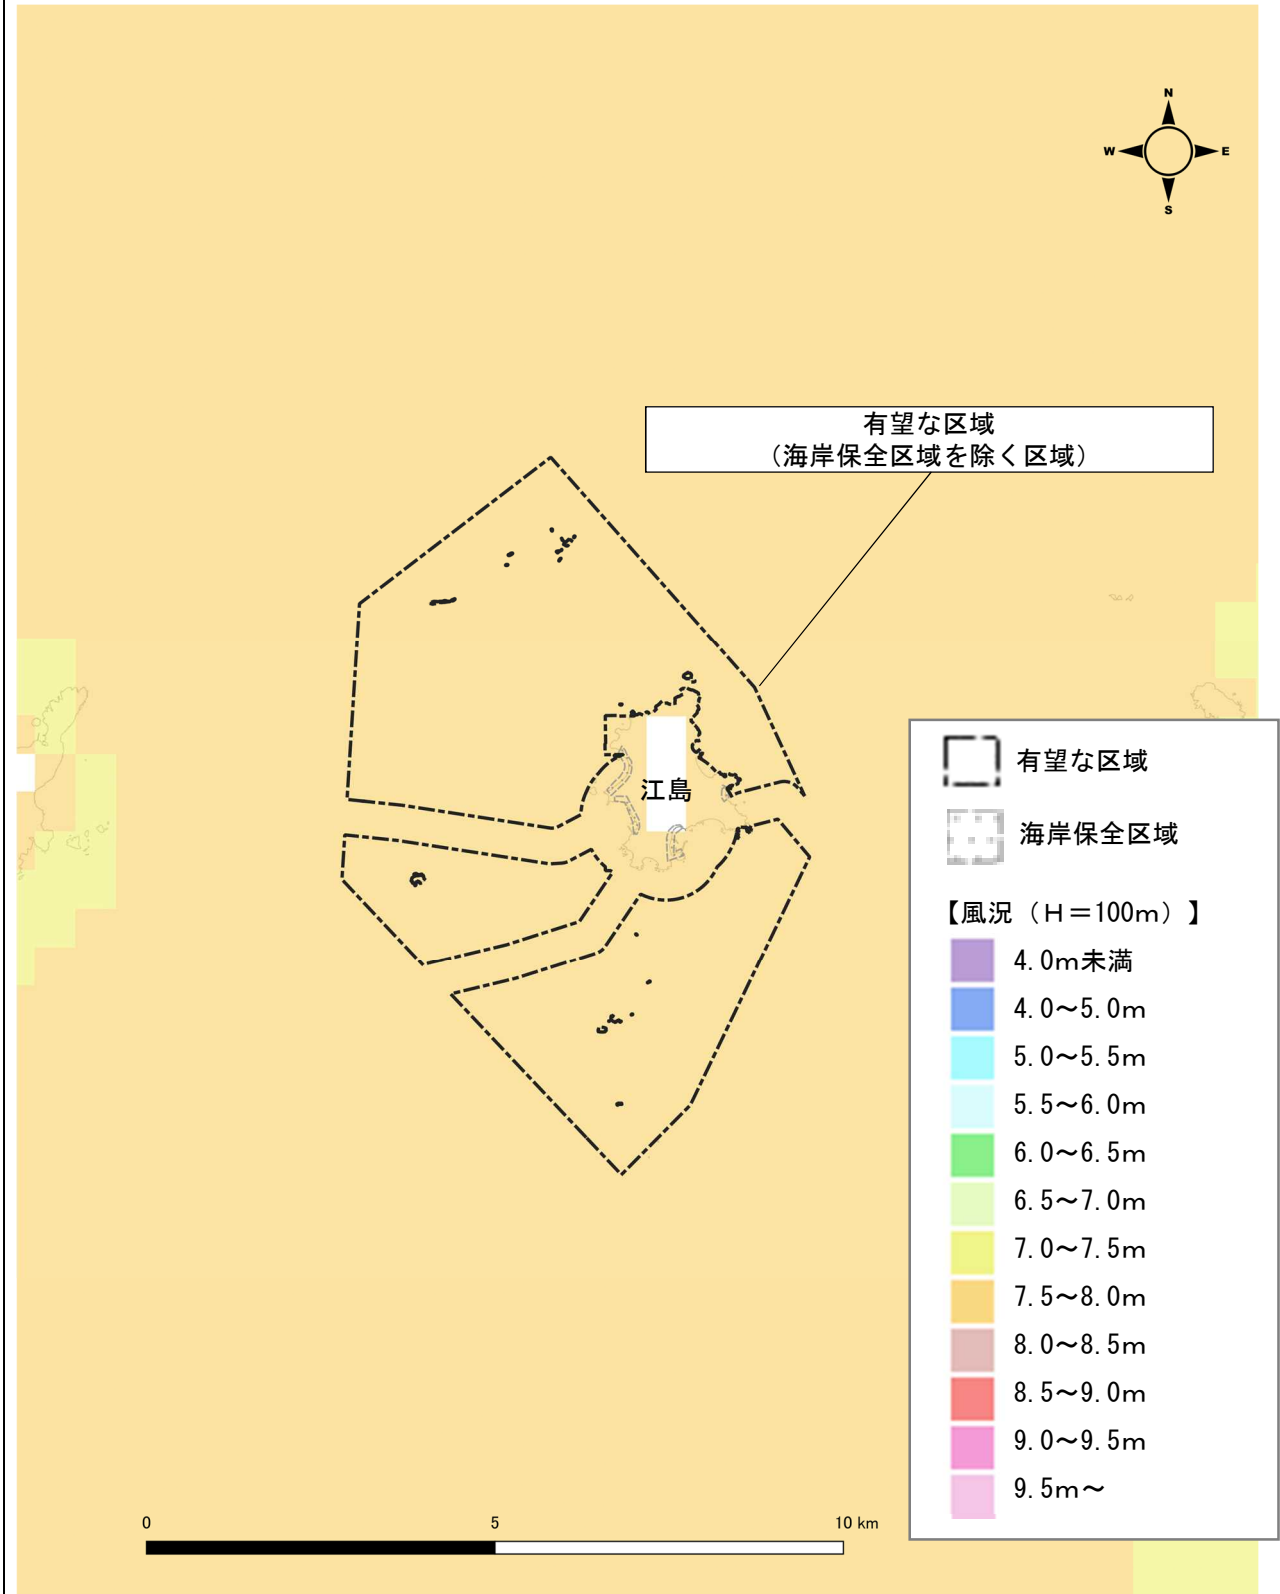 N
W E
S
有望な区域
（海岸保全区域を除く区域）
江島
有望な区域
海岸保全区域
【風況（Ｈ＝100ｍ）】
4.0ｍ未満
4.0～5.0ｍ
5.0～5.5ｍ
5.5～6.0ｍ
6.0～6.5ｍ
6.5～7.0ｍ
7.0～7.5ｍ
7.5～8.0ｍ
8.0～8.5ｍ
8.5～9.0ｍ
9.0～9.5ｍ
9.5ｍ～
0 5 10 km